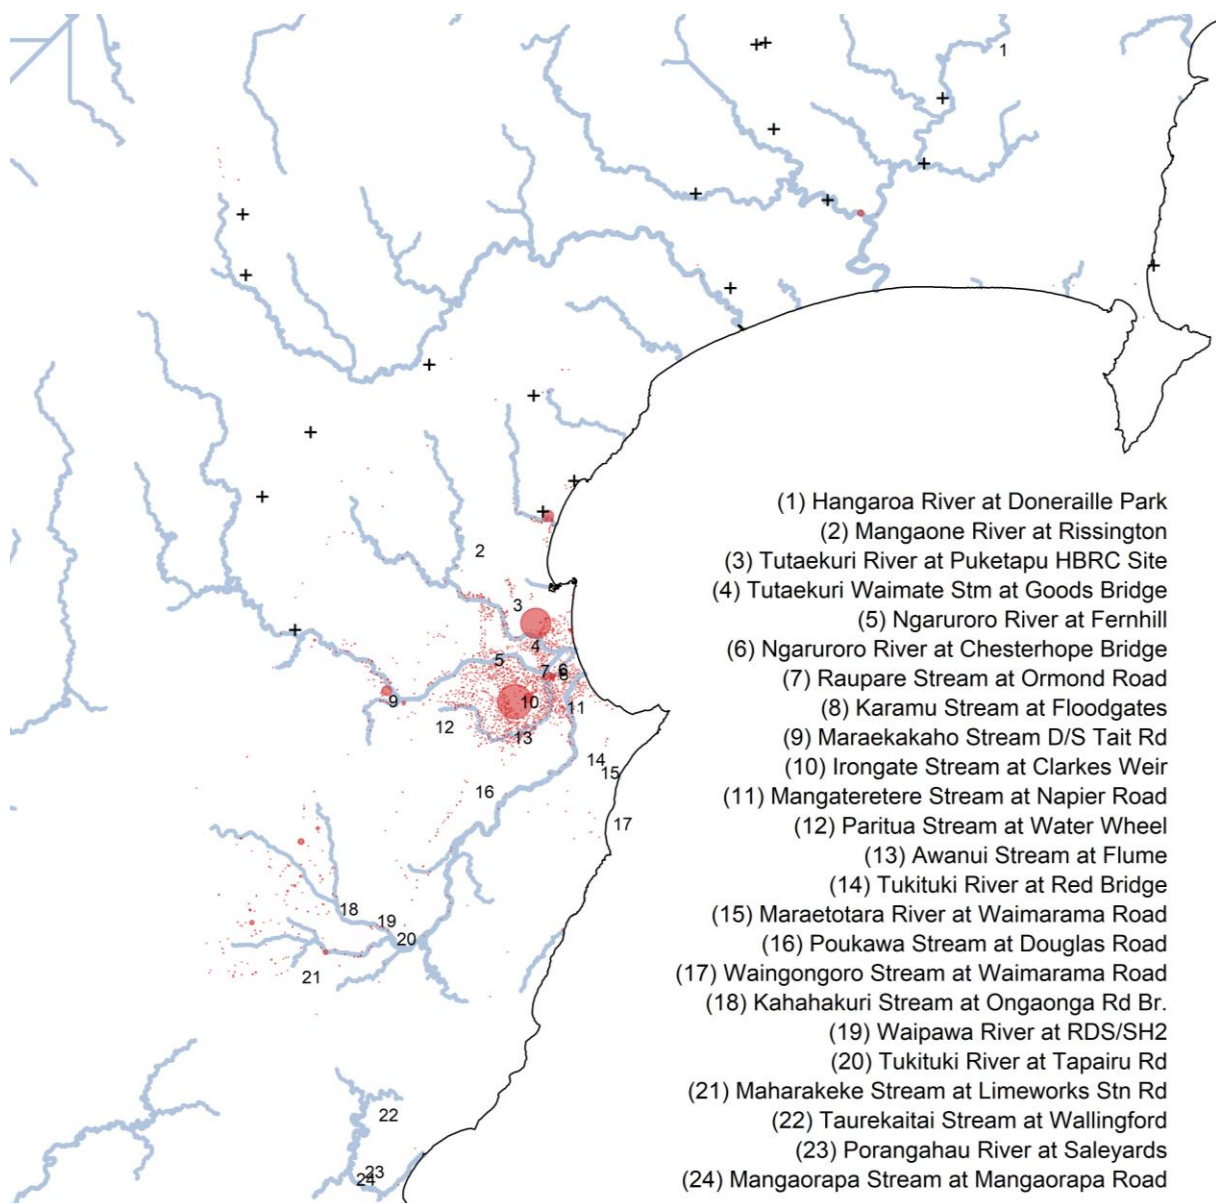 1
2
3
4
5
6
7
8
9
10
11
12
13
14
15
16
17
18
19
20
21
22
23
24
(1) Hangaroa River at Doneraille Park
(2) Mangaone River at Rissington
(3) Tutaekuri River at Puketapu HBRC Site
(4) Tutaekuri Waimate Stm at Goods Bridge
(5) Ngaruroro River at Fernhill
(6) Ngaruroro River at Chesterhope Bridge
(7) Raupare Stream at Ormond Road
(8) Karamu Stream at Floodgates
(9) Maraekakaho Stream D/S Tait Rd
(10) Irongate Stream at Clarkes Weir
(11) Mangateretere Stream at Napier Road
(12) Paritua Stream at Water Wheel
(13) Awanui Stream at Flume
(14) Tukituki River at Red Bridge
(15) Maraetotara River at Waimarama Road
(16) Poukawa Stream at Douglas Road
(17) Waingongoro Stream at Waimarama Road
(18) Kahahakuri Stream at Ongaonga Rd Br.
(19) Waipawa River at RDS/SH2
(20) Tukituki River at Tapairu Rd
(21) Maharakeke Stream at Limeworks Stn Rd
(22) Taurekaitai Stream at Wallingford
(23) Porangahau River at Saleyards
(24) Mangaorapa Stream at Mangaorapa Road